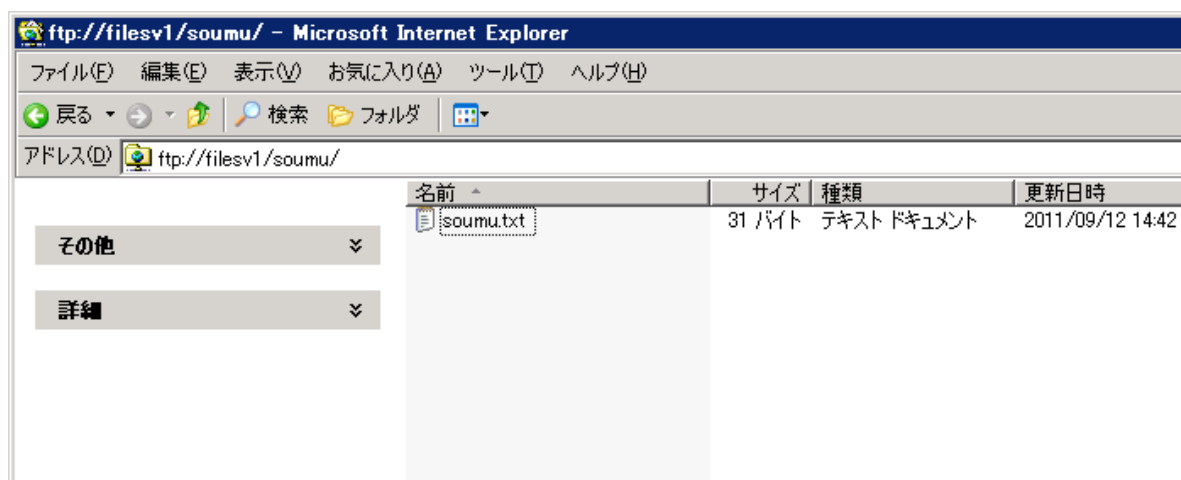 ftp://filesv1/soumu/ - Microsoft Internet Explorer
ファイル(F) 編集(E) 表示(V) お気に入り(A) ツール(T) ヘルプ(H)
戻る 検索 フォルダ
アドレス(D) ftp://filesv1/soumu/
名前 サイズ 種類 更新日時
soumu.txt 31 バイト テキスト ドキュメント 2011/09/12 14:42
その他
詳細